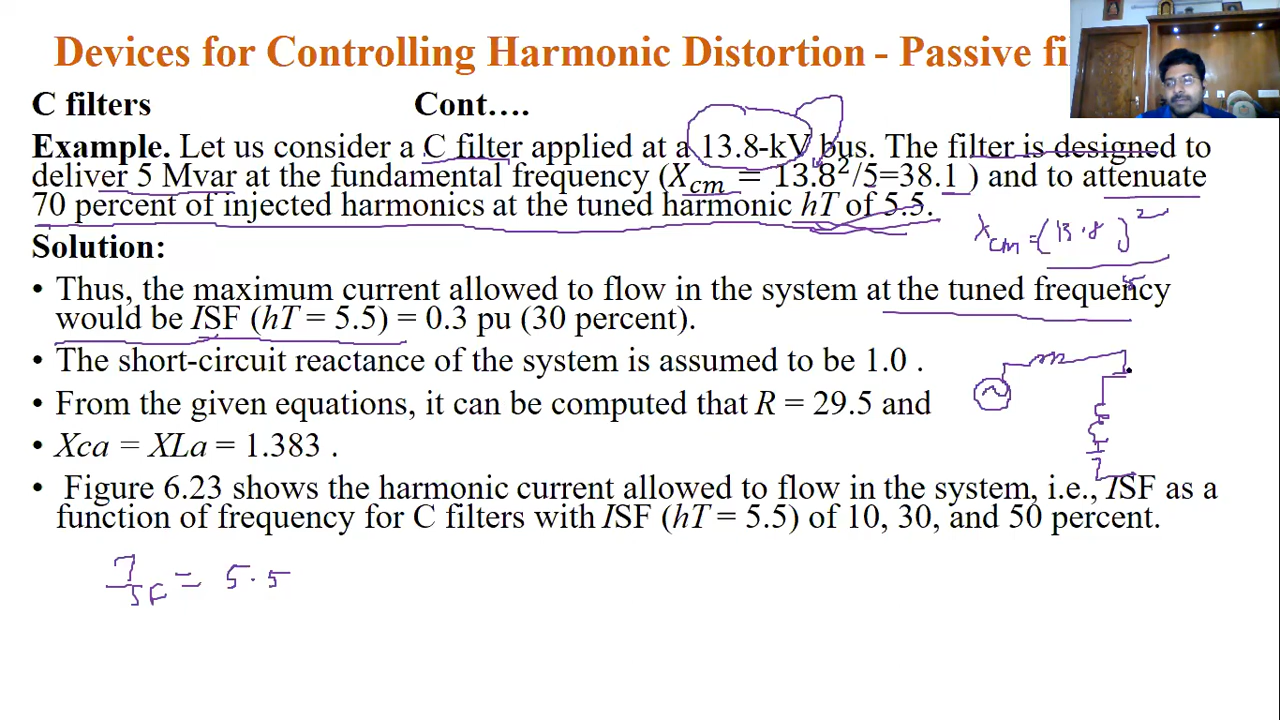 Devices for Controlling Harmonic Distortion - Passive fi
C filters Cont….
Example. Let us consider a C filter applied at a 13.8-kV bus. The filter is designed to
deliver 5 Mvar at the fundamental frequency (X_cm = 13.8²/5=38.1 ) and to attenuate
70 percent of injected harmonics at the tuned harmonic hT of 5.5.
X_cm = (13.8)²
5
Solution:
• Thus, the maximum current allowed to flow in the system at the tuned frequency
would be ISF (hT = 5.5) = 0.3 pu (30 percent).
• The short-circuit reactance of the system is assumed to be 1.0 .
• From the given equations, it can be computed that R = 29.5 and
• Xca = XLa = 1.383 .
• Figure 6.23 shows the harmonic current allowed to flow in the system, i.e., ISF as a
function of frequency for C filters with ISF (hT = 5.5) of 10, 30, and 50 percent.
I_SF = 5.5